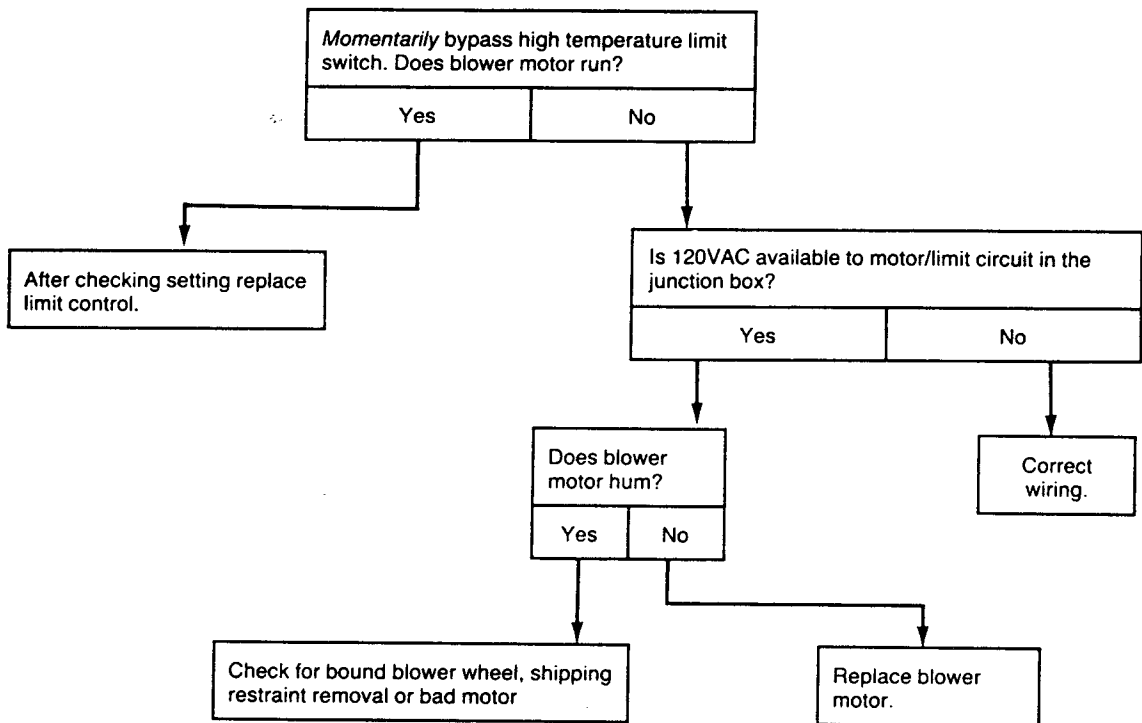 Momentarily bypass high temperature limit
switch. Does blower motor run?
Yes
No
After checking setting replace
limit control.
Is 120VAC available to motor/limit circuit in the
junction box?
Yes
No
Does blower
motor hum?
Yes
No
Correct
wiring.
Check for bound blower wheel, shipping
restraint removal or bad motor
Replace blower
motor.